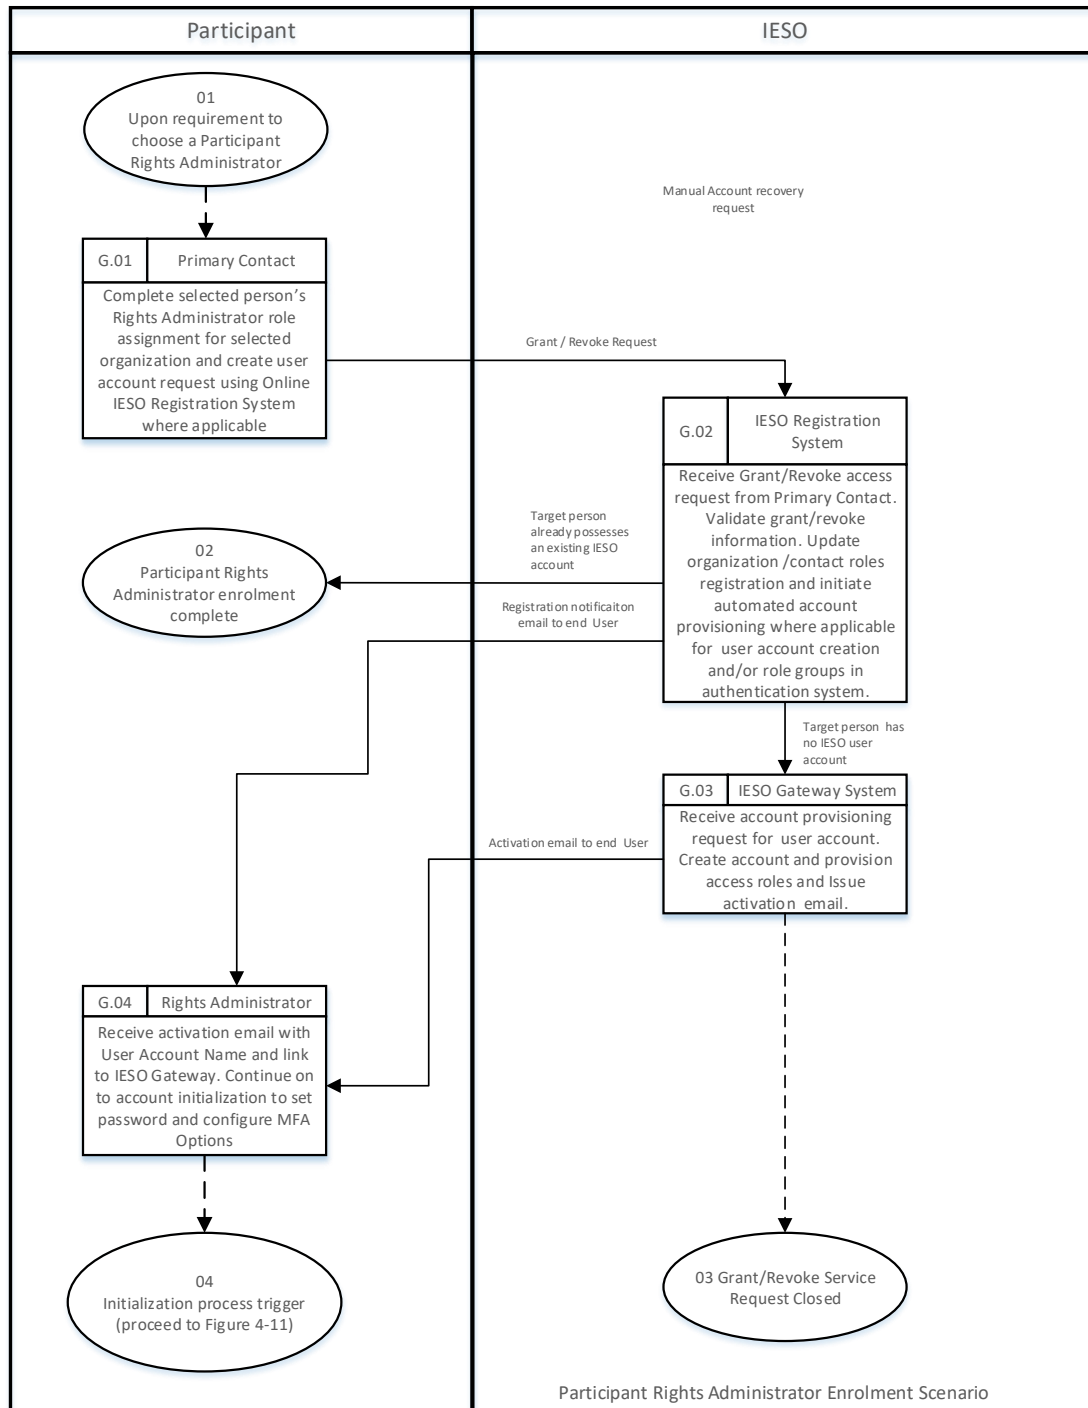 Participant
IESO
01
Upon requirement to
choose a Participant
Rights Administrator
Manual Account recovery
request
G.01
Primary Contact
Complete selected person's
Rights Administrator role
assignment for selected
organization and create user
account request using Online
IESO Registration System
where applicable
Grant / Revoke Request
G.02
IESO Registration
System
Receive Grant/Revoke access
request from Primary Contact.
Validate grant/revoke
information. Update
organization /contact roles
registration and initiate
automated account
provisioning where applicable
for user account creation
and/or role groups in
authentication system.
Target person
already possesses
an existing IESO
account
02
Participant Rights
Administrator enrolment
complete
Registration notificaiton
email to end User
Target person has
no IESO user
account
G.03
IESO Gateway System
Receive account provisioning
request for user account.
Create account and provision
access roles and Issue
activation email.
Activation email to end User
G.04
Rights Administrator
Receive activation email with
User Account Name and link
to IESO Gateway. Continue on
to account initialization to set
password and configure MFA
Options
04
Initialization process trigger
(proceed to Figure 4-11)
03 Grant/Revoke Service
Request Closed
Participant Rights Administrator Enrolment Scenario